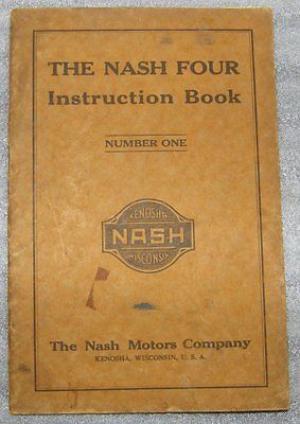 THE NASH FOUR
Instruction Book
NUMBER ONE
KENOSHA
NASH
WISCONSIN
The Nash Motors Company
KENOSHA, WISCONSIN, U. S. A.